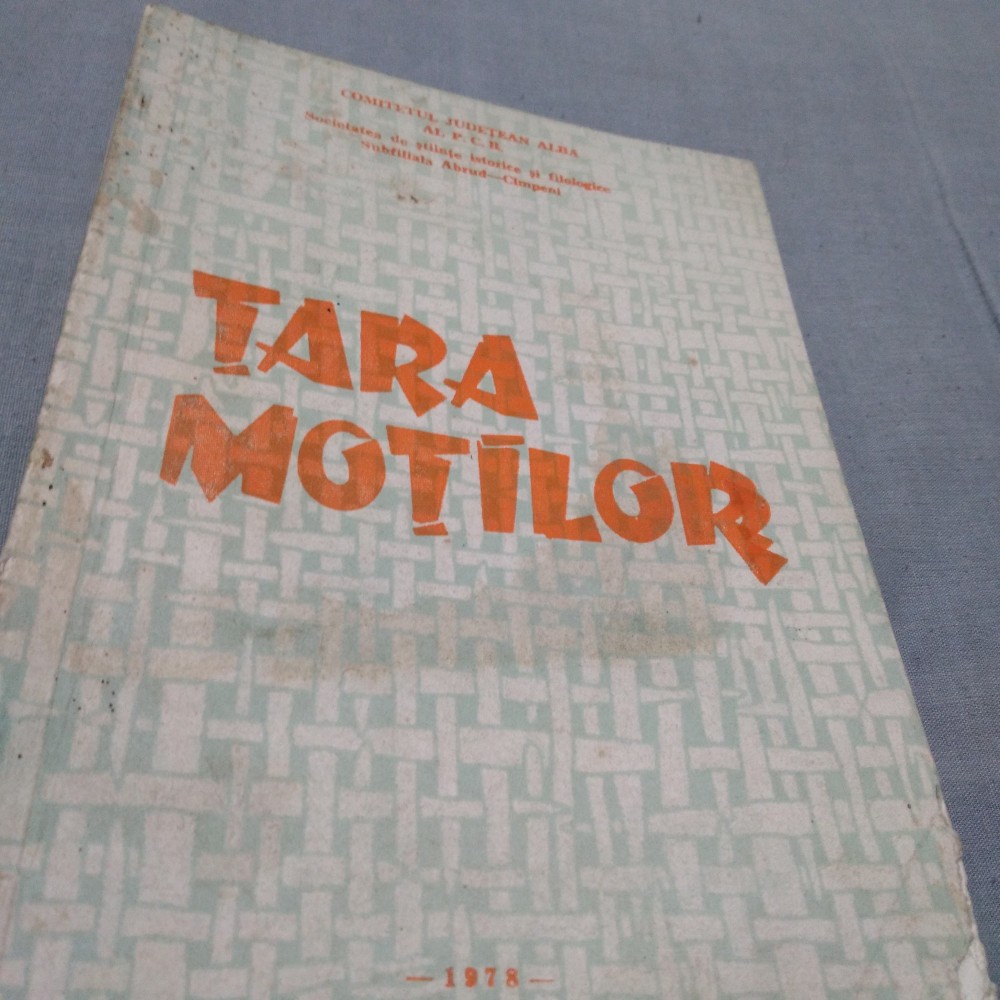 COMITETUL JUDEȚEAN ALBA
AL P.C.R.
Societatea de științe istorice și filologice
Subfiliala Abrud—Cîmpeni
ȚARA
MOȚILOR
— 1978 —